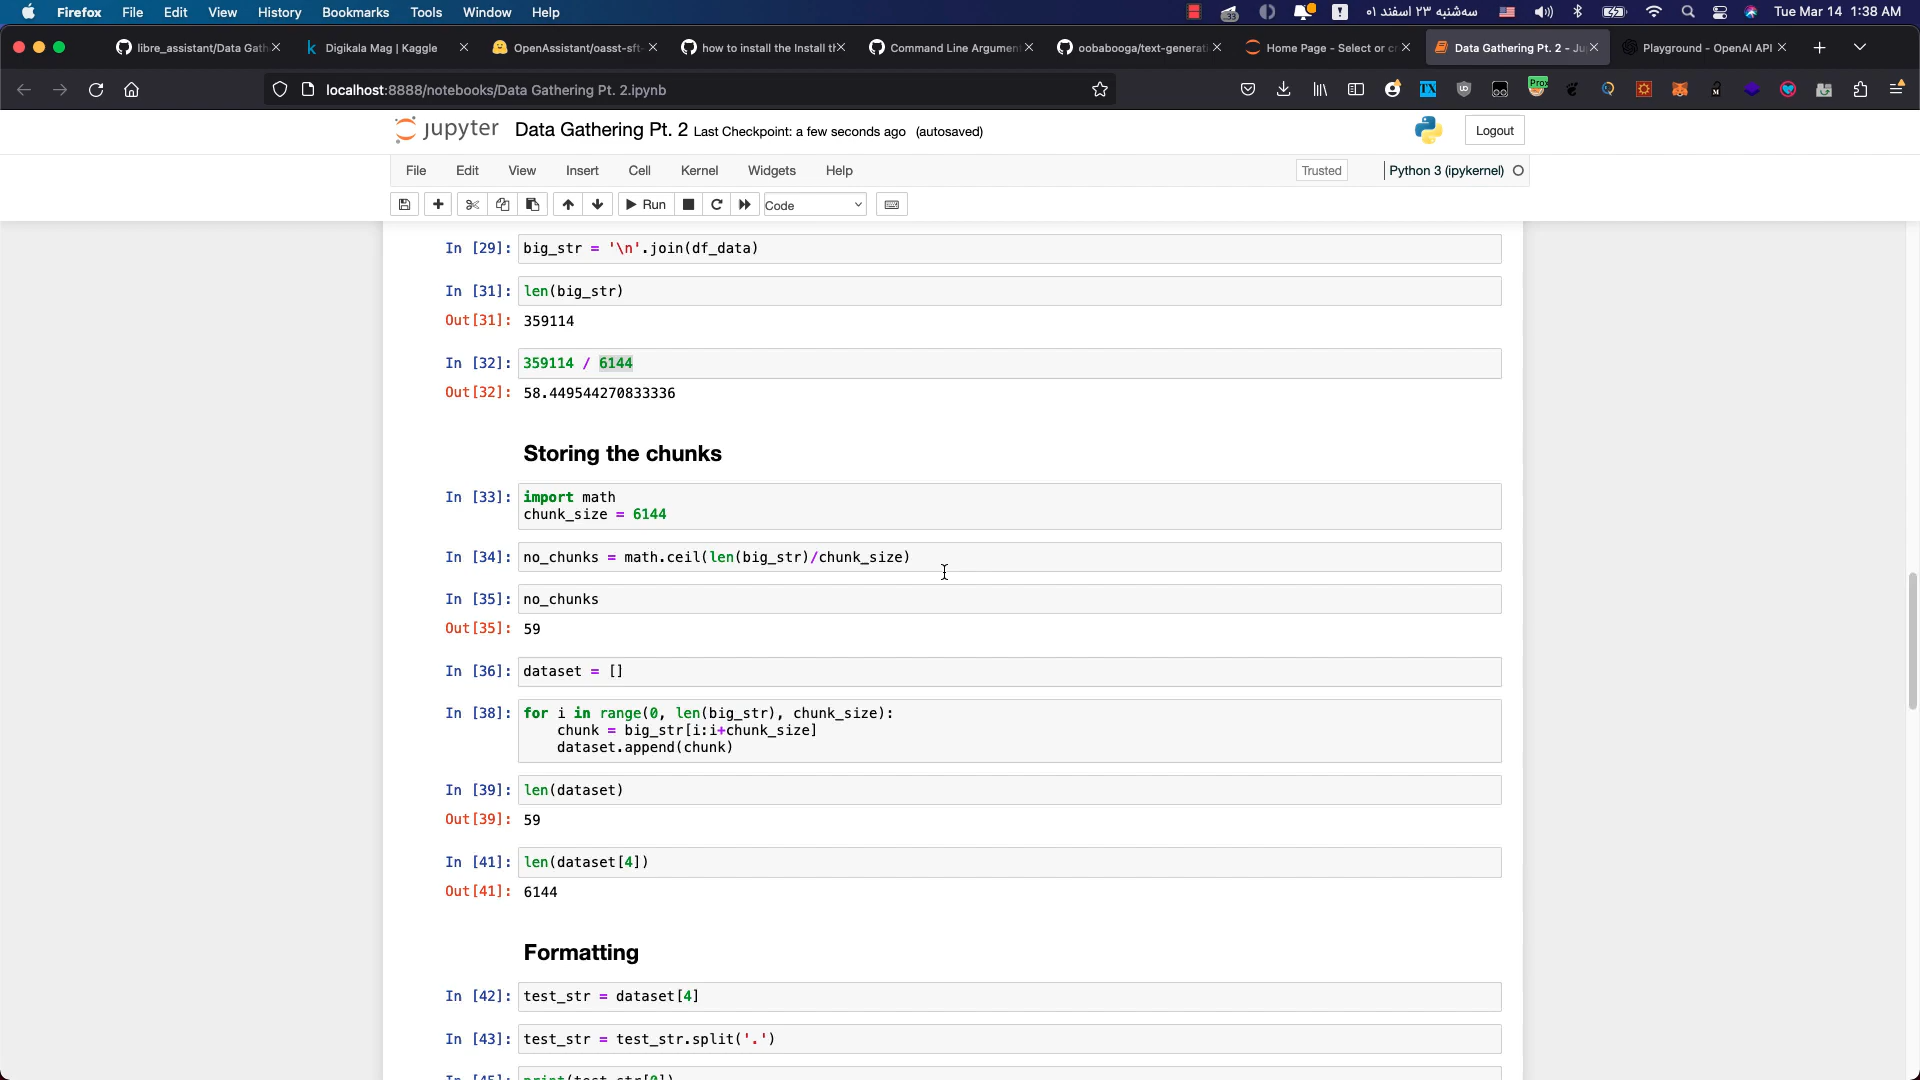 Firefox File Edit View History Bookmarks Tools Window Help سه‌شنبه ۲۳ اسفند ۰۱ Tue Mar 14 1:38 AM
libre_assistant/Data Gath Digikala Mag | Kaggle OpenAssistant/oasst-sft- how to install the Install th Command Line Argumen oobabooga/text-generati Home Page - Select or cr Data Gathering Pt. 2 - Ju Playground - OpenAI API
localhost:8888/notebooks/Data Gathering Pt. 2.ipynb
jupyter Data Gathering Pt. 2 Last Checkpoint: a few seconds ago (autosaved) Logout
File Edit View Insert Cell Kernel Widgets Help Trusted Python 3 (ipykernel)
Run Code
In [29]: big_str = '\n'.join(df_data)
In [31]: len(big_str)
Out[31]: 359114
In [32]: 359114 / 6144
Out[32]: 58.449544270833336
Storing the chunks
In [33]: import math
chunk_size = 6144
In [34]: no_chunks = math.ceil(len(big_str)/chunk_size)
In [35]: no_chunks
Out[35]: 59
In [36]: dataset = []
In [38]: for i in range(0, len(big_str), chunk_size):
chunk = big_str[i:i+chunk_size]
dataset.append(chunk)
In [39]: len(dataset)
Out[39]: 59
In [41]: len(dataset[4])
Out[41]: 6144
Formatting
In [42]: test_str = dataset[4]
In [43]: test_str = test_str.split('.')
In [45]: print(test_str[0])